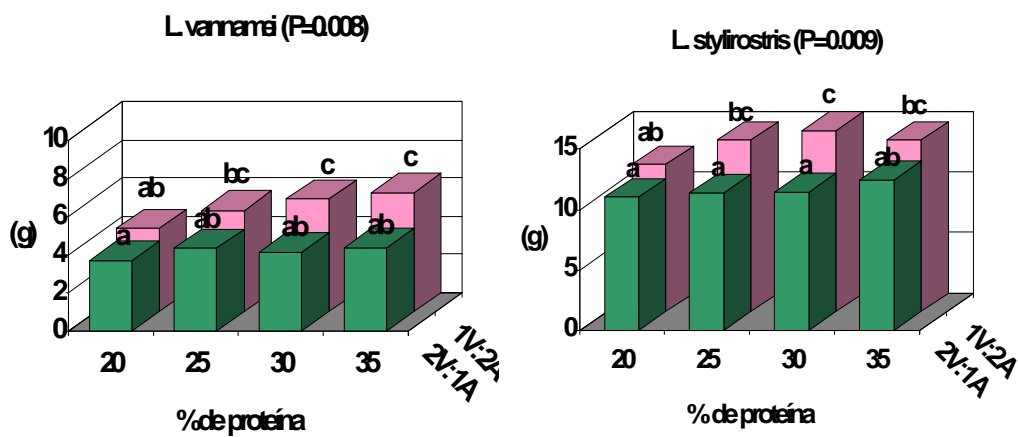 L. vannamei (P=0.008)
10
8
6
4
2
0
(g)
a
ab
ab
ab
ab
bc
c
c
20
25
30
35
2V:1A
1V:2A
% de proteína
L. stylirostris (P=0.009)
15
10
5
0
(g)
a
a
a
ab
ab
bc
c
bc
20
25
30
35
2V:1A
1V:2A
% de proteína